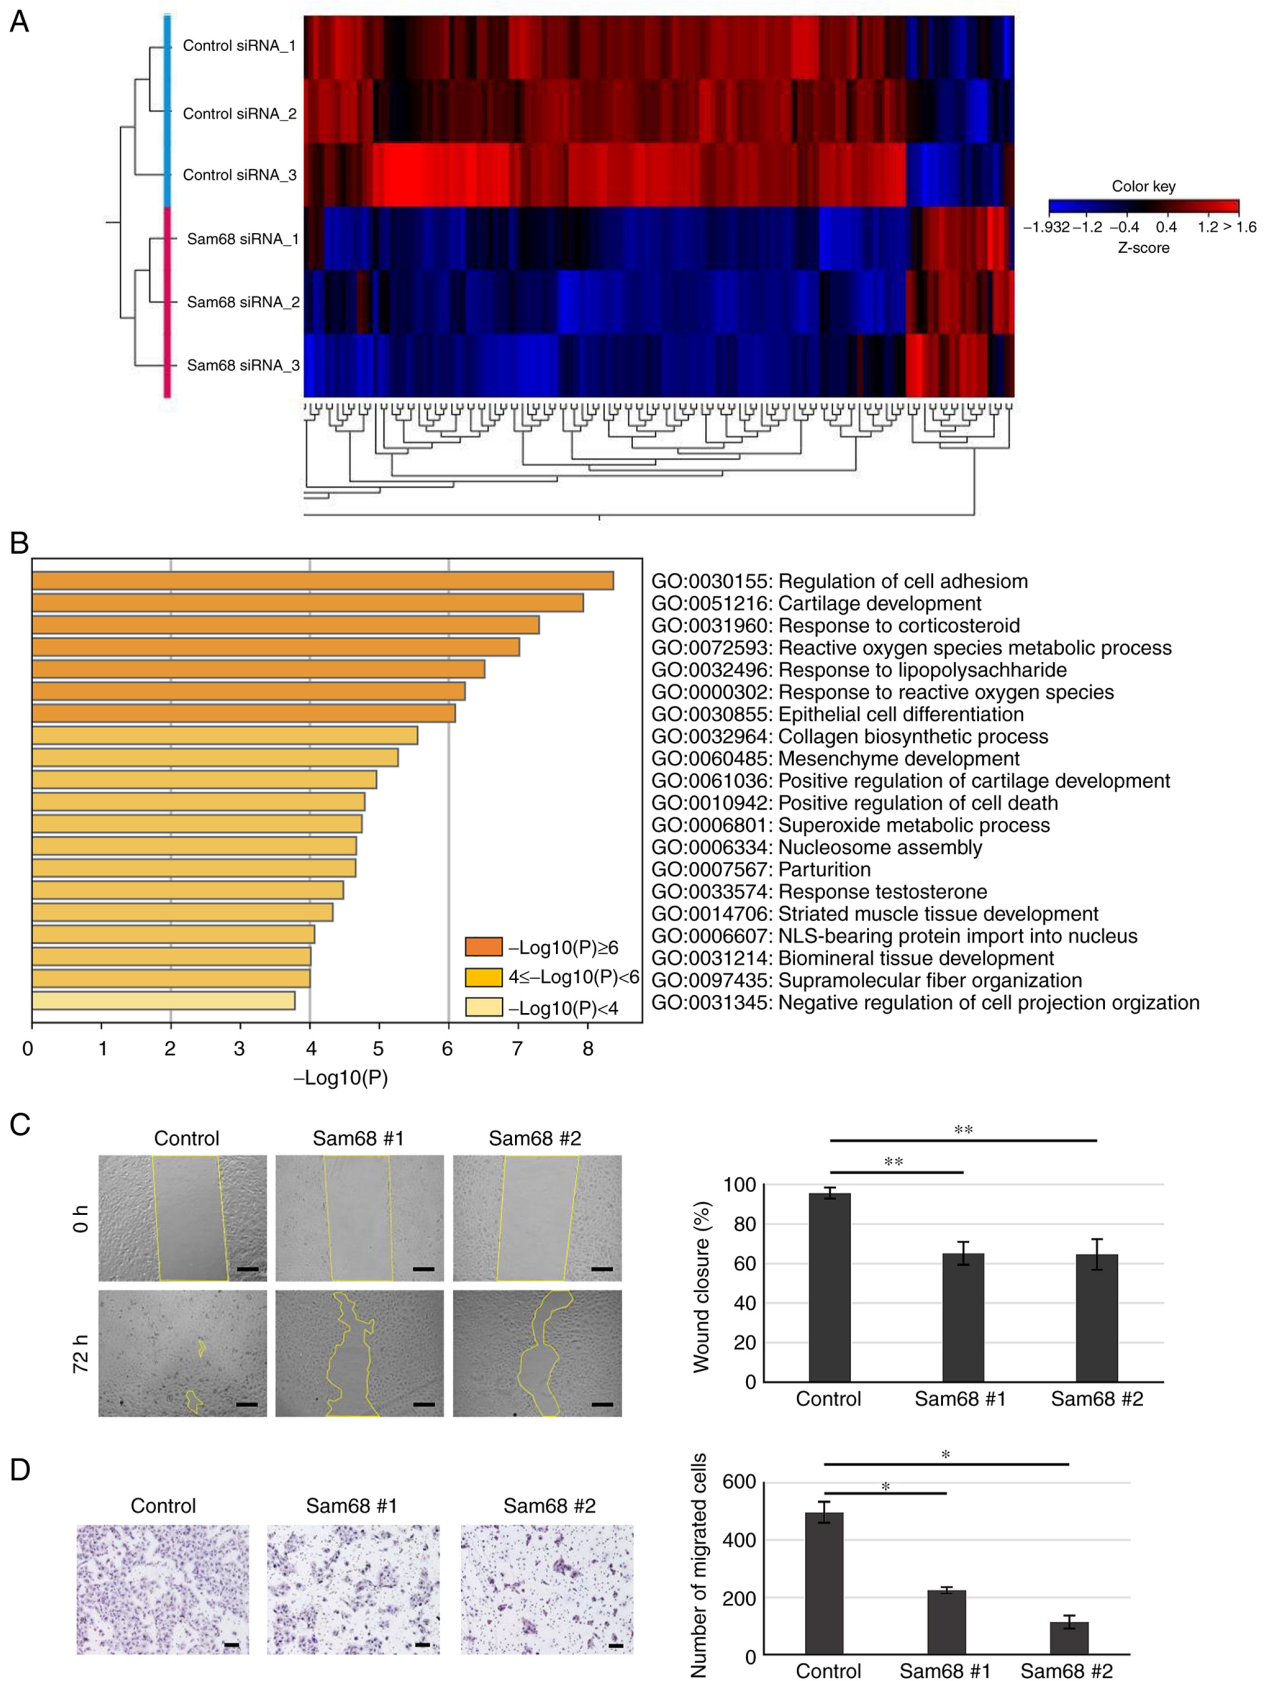 A
Control siRNA_1
Control siRNA_2
Control siRNA_3
Sam68 siRNA_1
Sam68 siRNA_2
Sam68 siRNA_3
Color key
−1.932 −1.2 −0.4 0.4 1.2 > 1.6
Z-score
B
GO:0030155: Regulation of cell adhesiom
GO:0051216: Cartilage development
GO:0031960: Response to corticosteroid
GO:0072593: Reactive oxygen species metabolic process
GO:0032496: Response to lipopolysachharide
GO:0000302: Response to reactive oxygen species
GO:0030855: Epithelial cell differentiation
GO:0032964: Collagen biosynthetic process
GO:0060485: Mesenchyme development
GO:0061036: Positive regulation of cartilage development
GO:0010942: Positive regulation of cell death
GO:0006801: Superoxide metabolic process
GO:0006334: Nucleosome assembly
GO:0007567: Parturition
GO:0033574: Response testosterone
GO:0014706: Striated muscle tissue development
GO:0006607: NLS-bearing protein import into nucleus
GO:0031214: Biomineral tissue development
GO:0097435: Supramolecular fiber organization
GO:0031345: Negative regulation of cell projection orgization
−Log10(P)≥6
4≤−Log10(P)<6
−Log10(P)<4
0 1 2 3 4 5 6 7 8
−Log10(P)
C
Control Sam68 #1 Sam68 #2
0 h
72 h
** 
**
Wound closure (%)
100
80
60
40
20
0
Control Sam68 #1 Sam68 #2
D
Control Sam68 #1 Sam68 #2
*
*
Number of migrated cells
600
400
200
0
Control Sam68 #1 Sam68 #2